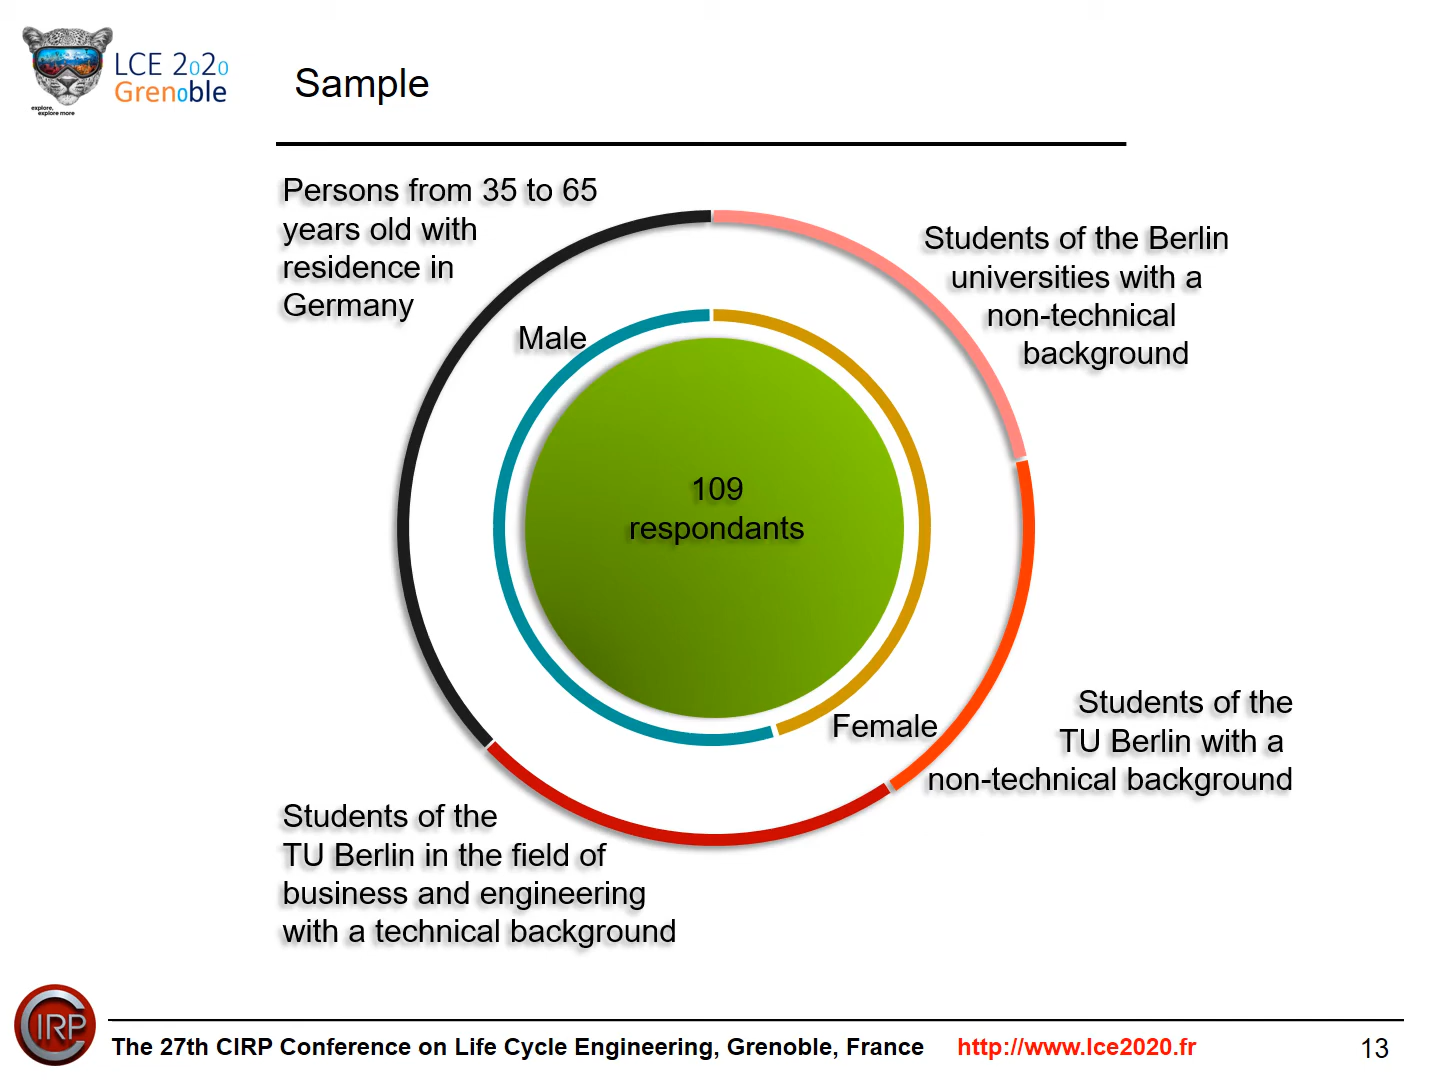 LCE 2020
Grenoble
explore,
explore more
Sample
Persons from 35 to 65
years old with
residence in
Germany
Students of the Berlin
universities with a
non-technical
background
Male
109
respondants
Female
Students of the
TU Berlin with a
non-technical background
Students of the
TU Berlin in the field of
business and engineering
with a technical background
CIRP
The 27th CIRP Conference on Life Cycle Engineering, Grenoble, France http://www.lce2020.fr 13